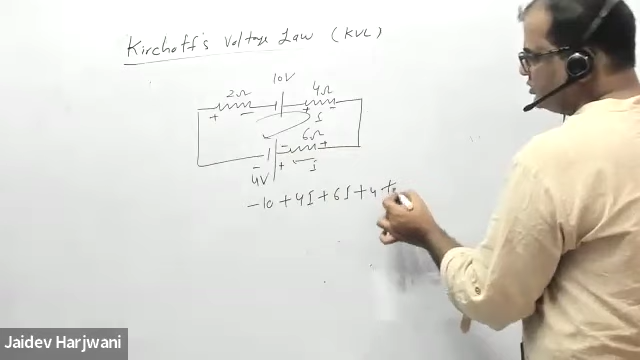 Kirchoff's Voltage Law (KVL)
10V
2Ω 4Ω
+ − + −
I
6Ω
− +
− + I
4V
−10 + 4I + 6I + 4 +
Jaidev Harjwani